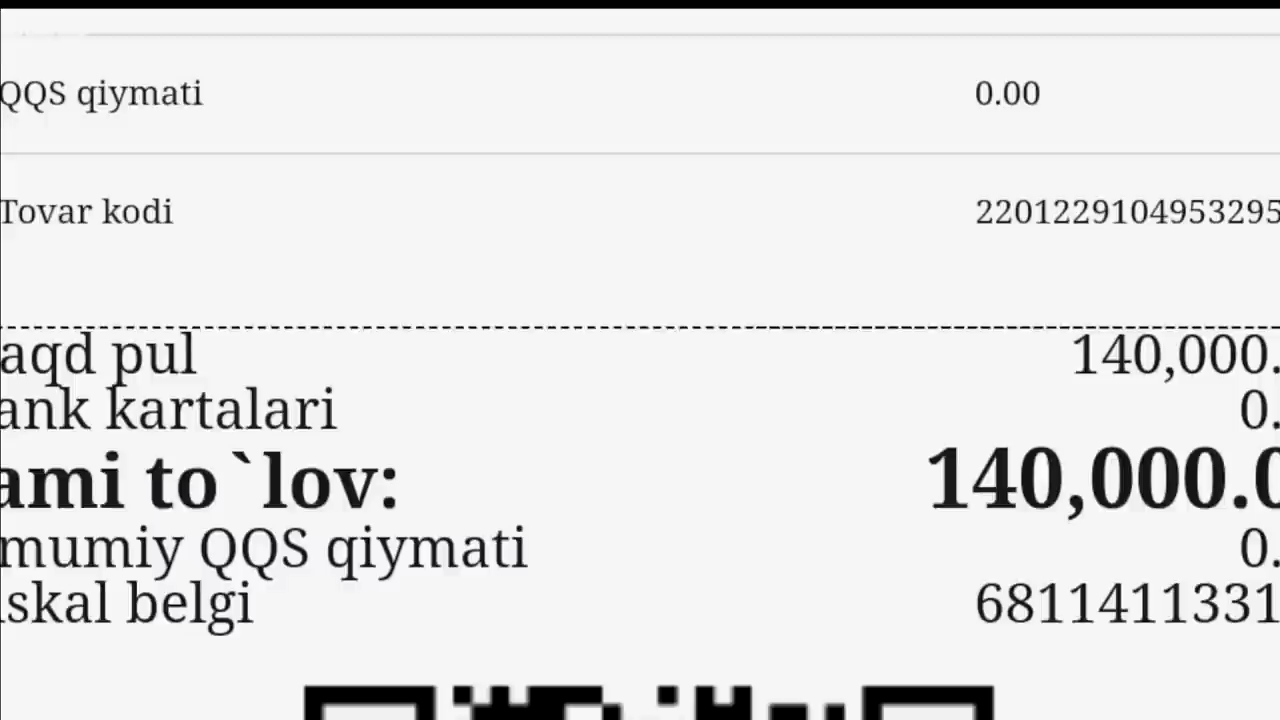 QQS qiymati 0.00
Tovar kodi 2201229104953295
aqd pul 140,000.
ank kartalari 0.
ami to`lov: 140,000.0
mumiy QQS qiymati 0.
iskal belgi 6811411331